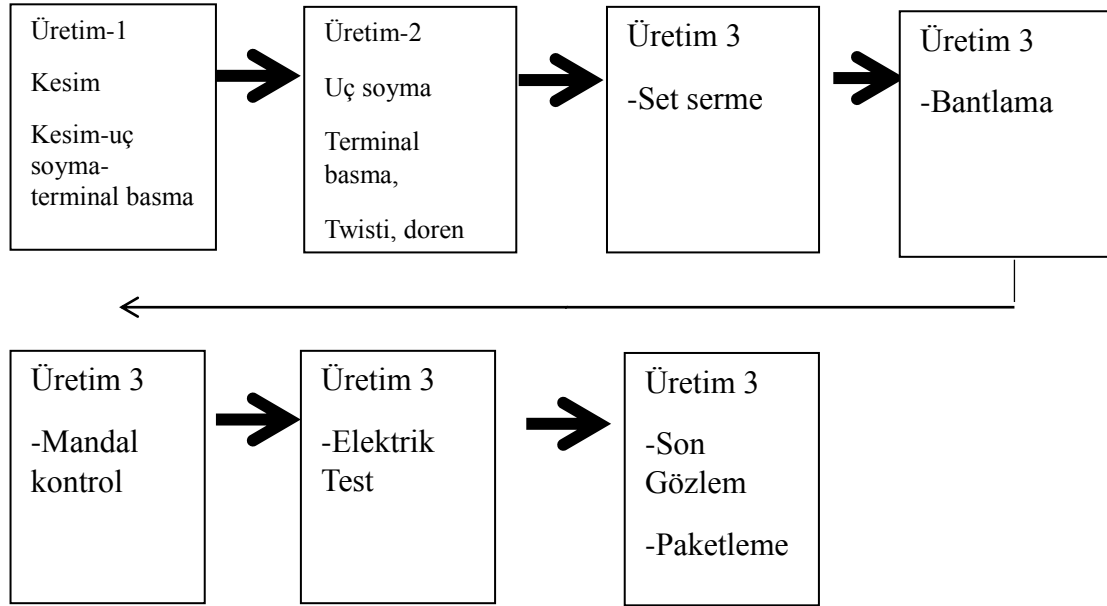 Üretim-1
Kesim
Kesim-uç
soyma-
terminal basma
Üretim-2
Uç soyma
Terminal
basma,
Twisti, doren
Üretim 3
-Set serme
Üretim 3
-Bantlama
Üretim 3
-Mandal
kontrol
Üretim 3
-Elektrik
Test
Üretim 3
-Son
Gözlem
-Paketleme